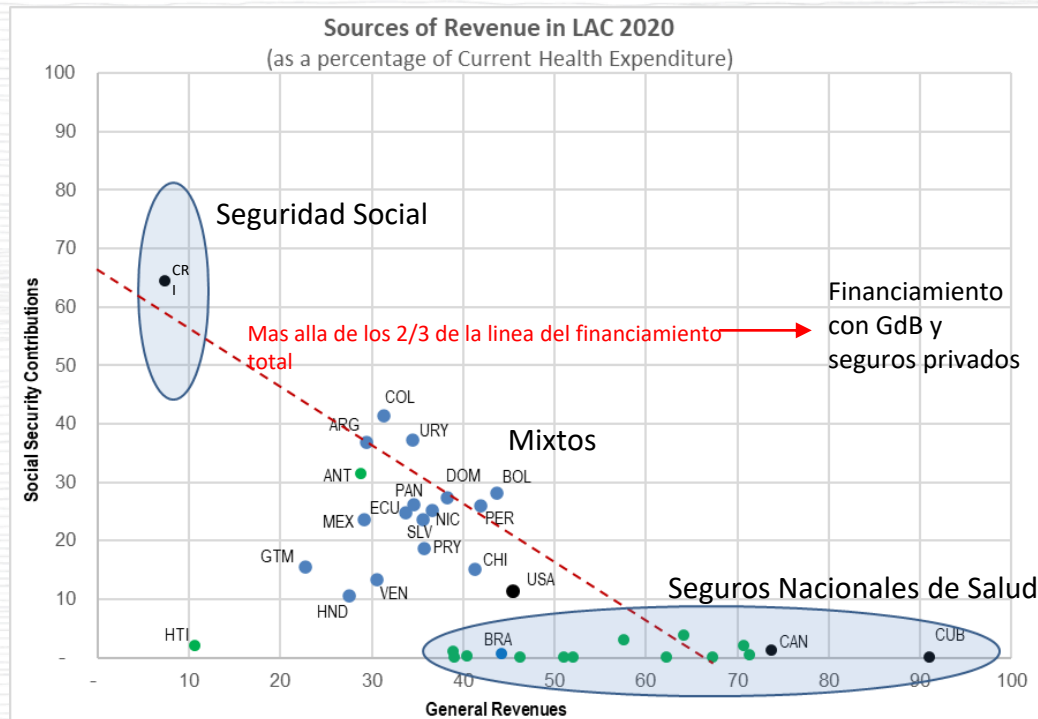 Sources of Revenue in LAC 2020
(as a percentage of Current Health Expenditure)
100
90
80
70
60
50
40
30
20
10
-
Social Security Contributions
Seguridad Social
CR
I
Mas alla de los 2/3 de la linea del financiamiento
total
Financiamiento
con GdB y
seguros privados
COL
ARG
URY
Mixtos
ANT
DOM
BOL
PAN
ECU
MEX
NIC
PER
SLV
PRY
GTM
CHI
USA
VEN
HND
Seguros Nacionales de Salud
HTI
BRA
CAN
CUB
-
10
20
30
40
50
60
70
80
90
100
General Revenues